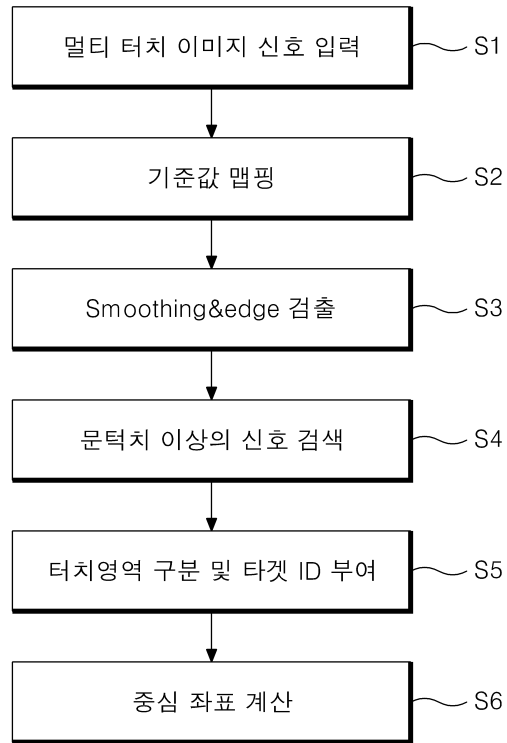 멀티 터치 이미지 신호 입력 S1
기준값 맵핑 S2
Smoothing&edge 검출 S3
문턱치 이상의 신호 검색 S4
터치영역 구분 및 타겟 ID 부여 S5
중심 좌표 계산 S6